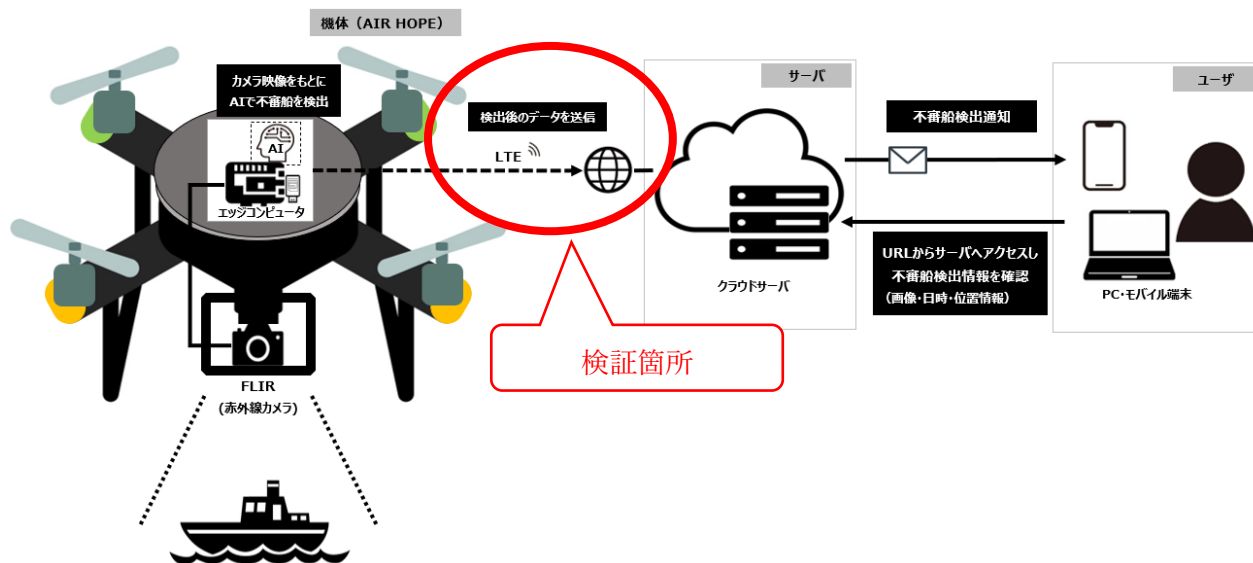 機体（AIR HOPE）
カメラ映像をもとに
AIで不審船を検出
AI
エッジコンピュータ
FLIR
(赤外線カメラ)
検出後のデータを送信
LTE
検証箇所
サーバ
クラウドサーバ
不審船検出通知
URLからサーバへアクセスし
不審船検出情報を確認
（画像・日時・位置情報）
ユーザ
PC・モバイル端末